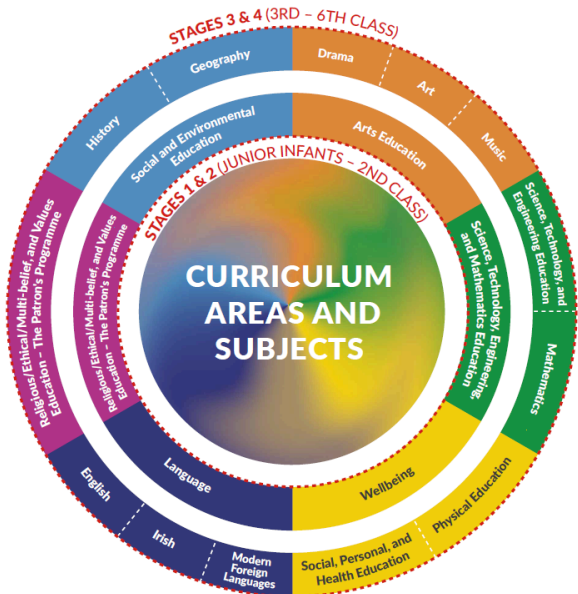 STAGES 3 & 4 (3RD – 6TH CLASS)
Geography
History
Drama
Art
Music
Social and Environmental
Education
Arts Education
STAGES 1 & 2 (JUNIOR INFANTS – 2ND CLASS)
Religious/Ethical/Multi-belief, and Values
Education – The Patron's Programme
Religious/Ethical/Multi-belief, and Values
Education – The Patron's Programme
CURRICULUM
AREAS AND
SUBJECTS
Science, Technology, Engineering,
and Mathematics Education
Science, Technology, and
Engineering Education
Mathematics
Language
Wellbeing
English
Irish
Modern
Foreign
Languages
Social, Personal, and
Health Education
Physical Education